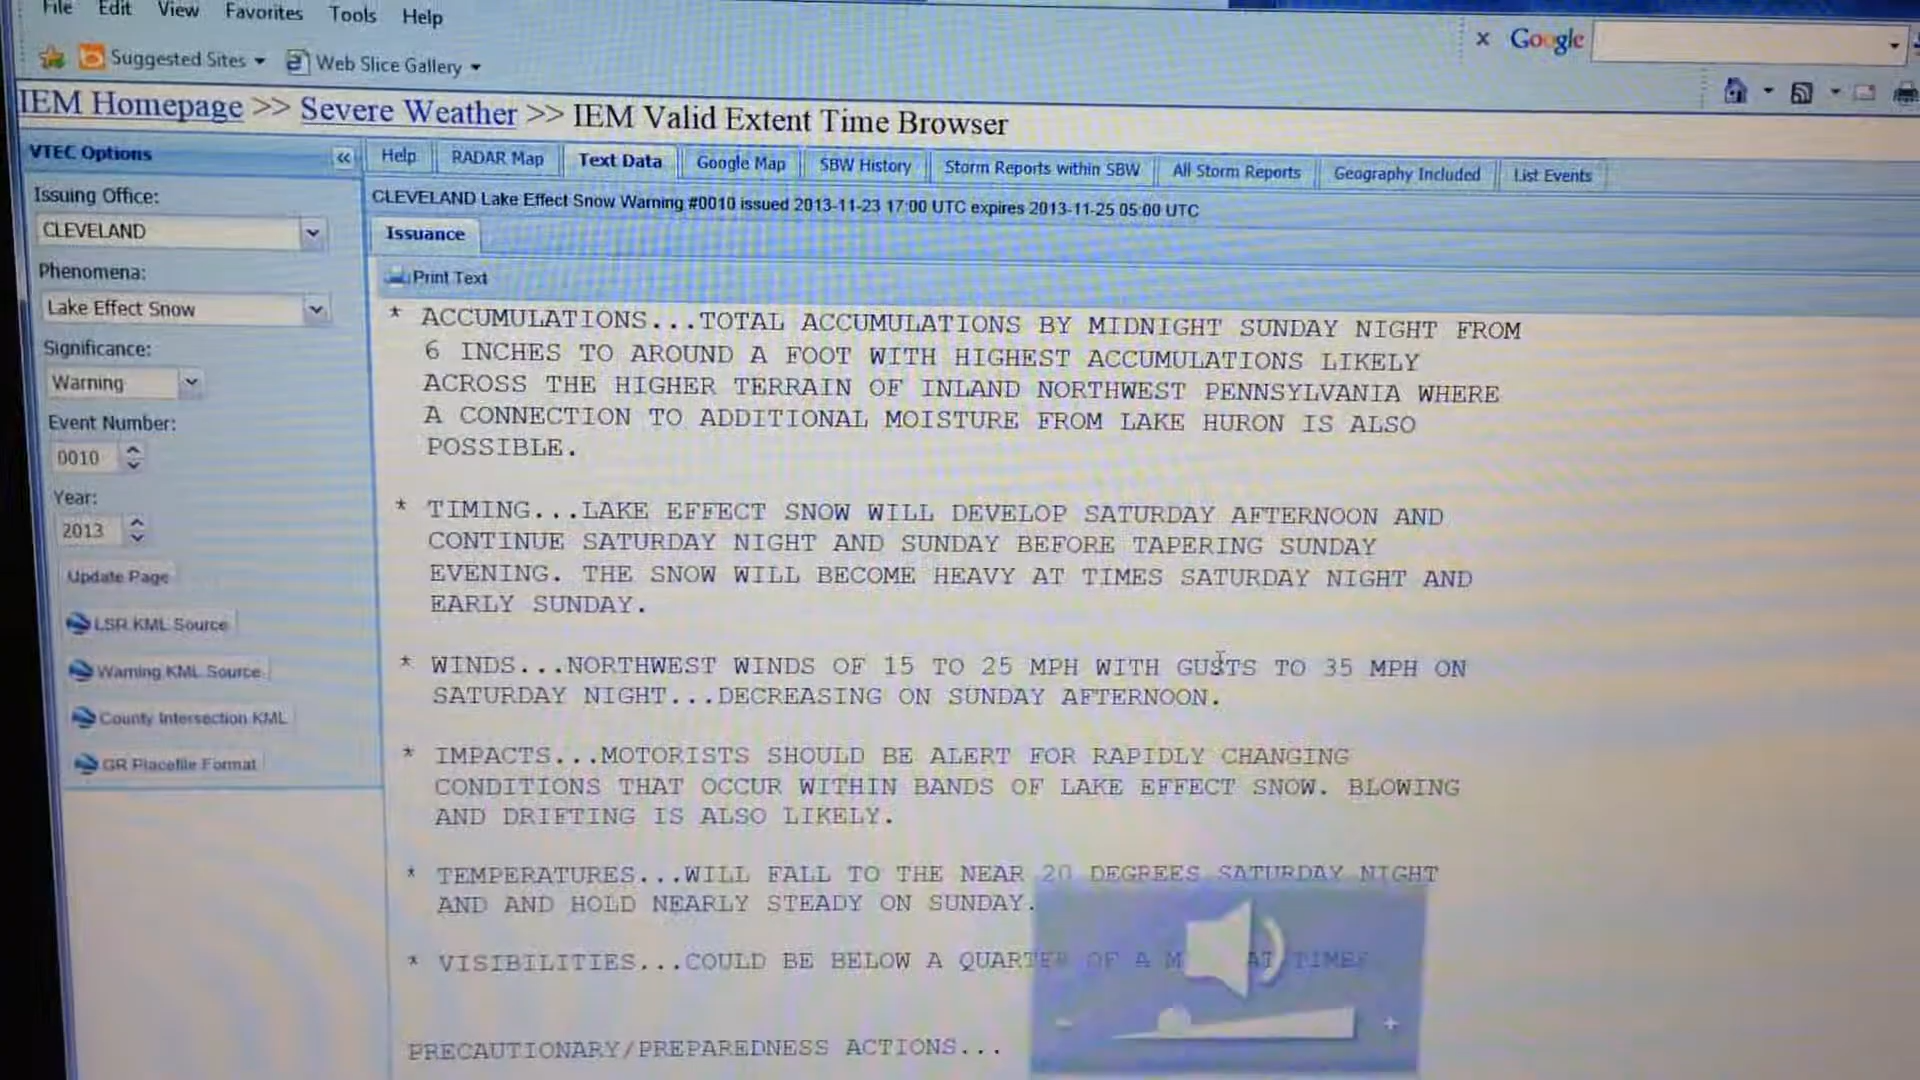 File Edit View Favorites Tools Help
x Google
Suggested Sites Web Slice Gallery
IEM Homepage >> Severe Weather >> IEM Valid Extent Time Browser
VTEC Options «
Help RADAR Map Text Data Google Map SBW History Storm Reports within SBW All Storm Reports Geography Included List Events
Issuing Office:
CLEVELAND
Phenomena:
Lake Effect Snow
Significance:
Warning
Event Number:
0010
Year:
2013
Update Page
LSR KML Source
Warning KML Source
County Intersection KML
GR Placefile Format
CLEVELAND Lake Effect Snow Warning #0010 issued 2013-11-23 17:00 UTC expires 2013-11-25 05:00 UTC
Issuance
Print Text
* ACCUMULATIONS...TOTAL ACCUMULATIONS BY MIDNIGHT SUNDAY NIGHT FROM
6 INCHES TO AROUND A FOOT WITH HIGHEST ACCUMULATIONS LIKELY
ACROSS THE HIGHER TERRAIN OF INLAND NORTHWEST PENNSYLVANIA WHERE
A CONNECTION TO ADDITIONAL MOISTURE FROM LAKE HURON IS ALSO
POSSIBLE.
* TIMING...LAKE EFFECT SNOW WILL DEVELOP SATURDAY AFTERNOON AND
CONTINUE SATURDAY NIGHT AND SUNDAY BEFORE TAPERING SUNDAY
EVENING. THE SNOW WILL BECOME HEAVY AT TIMES SATURDAY NIGHT AND
EARLY SUNDAY.
* WINDS...NORTHWEST WINDS OF 15 TO 25 MPH WITH GUSTS TO 35 MPH ON
SATURDAY NIGHT...DECREASING ON SUNDAY AFTERNOON.
* IMPACTS...MOTORISTS SHOULD BE ALERT FOR RAPIDLY CHANGING
CONDITIONS THAT OCCUR WITHIN BANDS OF LAKE EFFECT SNOW. BLOWING
AND DRIFTING IS ALSO LIKELY.
* TEMPERATURES...WILL FALL TO THE NEAR 20 DEGREES SATURDAY NIGHT
AND AND HOLD NEARLY STEADY ON SUNDAY.
* VISIBILITIES...COULD BE BELOW A QUARTER OF A M AT TIMES
- +
PRECAUTIONARY/PREPAREDNESS ACTIONS...